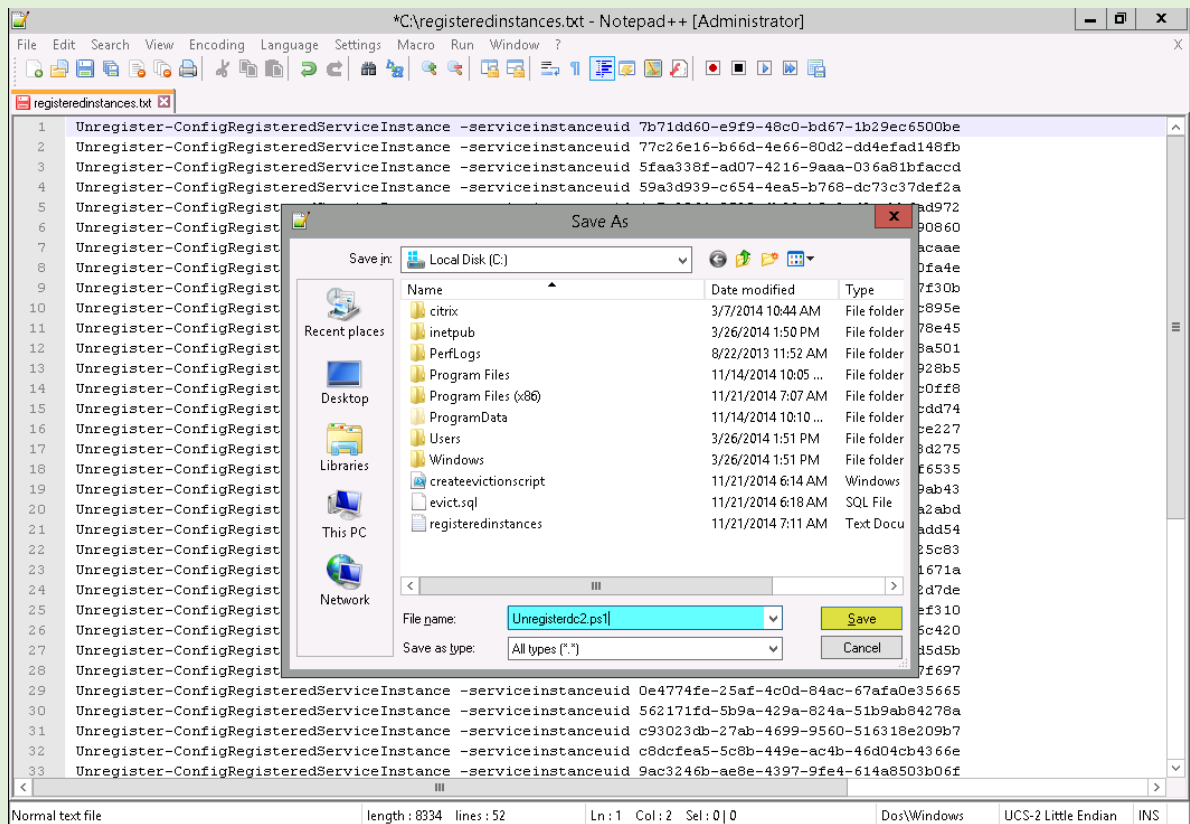 *C:\registeredinstances.txt - Notepad++ [Administrator]
File Edit Search View Encoding Language Settings Macro Run Window ?
X
registeredinstances.txt
1 Unregister-ConfigRegisteredServiceInstance -serviceinstanceuid 7b71dd60-e9f9-48c0-bd67-1b29ec6500be
2 Unregister-ConfigRegisteredServiceInstance -serviceinstanceuid 77c26e16-b66d-4e66-80d2-dd4efad148fb
3 Unregister-ConfigRegisteredServiceInstance -serviceinstanceuid 5faa338f-ad07-4216-9aaa-036a81bfaccd
4 Unregister-ConfigRegisteredServiceInstance -serviceinstanceuid 59a3d939-c654-4ea5-b768-dc73c37def2a
5 Unregister-ConfigRegist ad972
6 Unregister-ConfigRegist 90860
7 Unregister-ConfigRegist acaae
8 Unregister-ConfigRegist 0fa4e
9 Unregister-ConfigRegist 7f30b
10 Unregister-ConfigRegist c895e
11 Unregister-ConfigRegist 78e45
12 Unregister-ConfigRegist 8a501
13 Unregister-ConfigRegist 928b5
14 Unregister-ConfigRegist c0ff8
15 Unregister-ConfigRegist cdd74
16 Unregister-ConfigRegist ce227
17 Unregister-ConfigRegist 8d275
18 Unregister-ConfigRegist f6535
19 Unregister-ConfigRegist 9ab43
20 Unregister-ConfigRegist a2abd
21 Unregister-ConfigRegist add54
22 Unregister-ConfigRegist 25c83
23 Unregister-ConfigRegist 1671a
24 Unregister-ConfigRegist 2d7de
25 Unregister-ConfigRegist ef310
26 Unregister-ConfigRegist 6c420
27 Unregister-ConfigRegist d5d5b
28 Unregister-ConfigRegist 7f697
29 Unregister-ConfigRegisteredServiceInstance -serviceinstanceuid 0e4774fe-25af-4c0d-84ac-67afa0e35665
30 Unregister-ConfigRegisteredServiceInstance -serviceinstanceuid 562171fd-5b9a-429a-824a-51b9ab84278a
31 Unregister-ConfigRegisteredServiceInstance -serviceinstanceuid c93023db-27ab-4699-9560-516318e209b7
32 Unregister-ConfigRegisteredServiceInstance -serviceinstanceuid c8dcfea5-5c8b-449e-ac4b-46d04cb4366e
33 Unregister-ConfigRegisteredServiceInstance -serviceinstanceuid 9ac3246b-ae8e-4397-9fe4-614a8503b06f
Save As
Save in: Local Disk (C:)
Recent places
Desktop
Libraries
This PC
Network
Name Date modified Type
citrix 3/7/2014 10:44 AM File folder
inetpub 3/26/2014 1:50 PM File folder
PerfLogs 8/22/2013 11:52 AM File folder
Program Files 11/14/2014 10:05 ... File folder
Program Files (x86) 11/21/2014 7:07 AM File folder
ProgramData 11/14/2014 10:10 ... File folder
Users 3/26/2014 1:51 PM File folder
Windows 3/26/2014 1:51 PM File folder
createevictionscript 11/21/2014 6:14 AM Windows
evict.sql 11/21/2014 6:18 AM SQL File
registeredinstances 11/21/2014 7:11 AM Text Docu
File name: Unregisterdc2.ps1 Save
Save as type: All types (*.*) Cancel
Normal text file length : 8334 lines : 52 Ln : 1 Col : 2 Sel : 0 | 0 Dos\Windows UCS-2 Little Endian INS